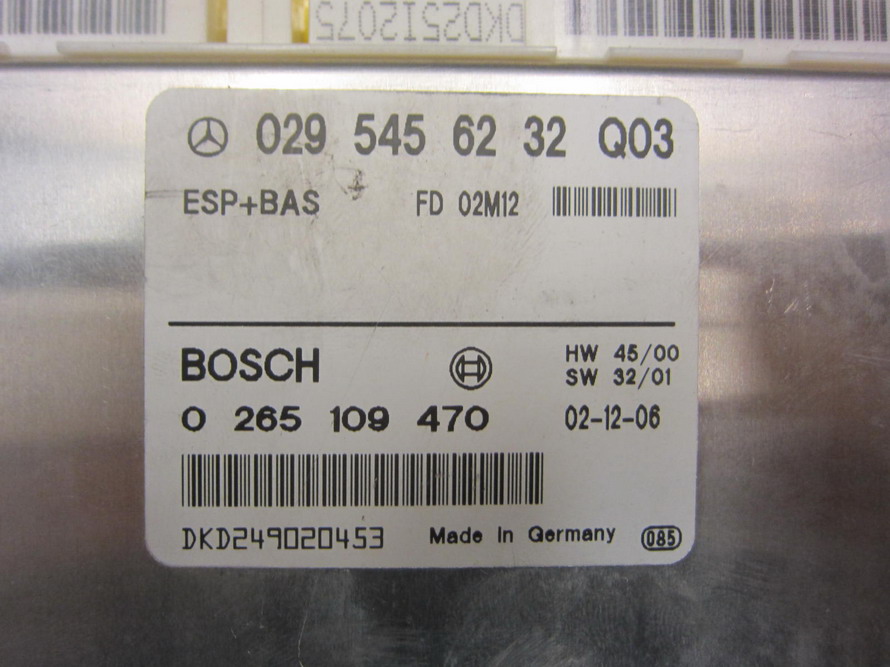 DKD25I2075
029 545 62 32 Q03
ESP+BAS FD 02M12
BOSCH HW 45/00
SW 32/01
0 265 109 470 02-12-06
DKD249020453 Made in Germany 085